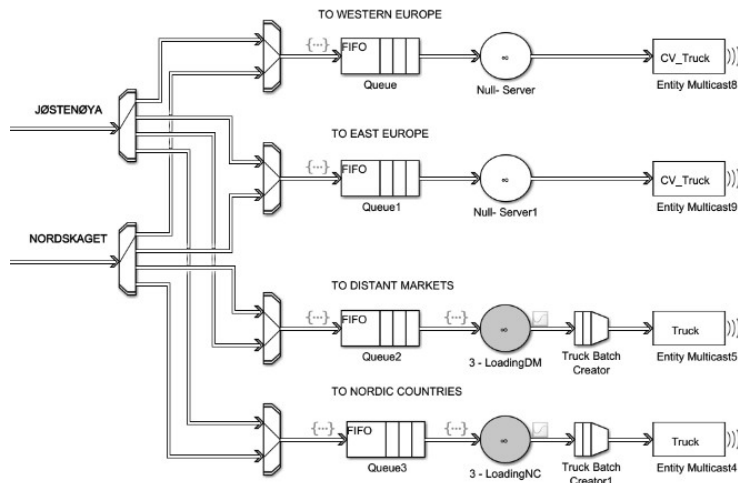 TO WESTERN EUROPE
{...}
FIFO
∞
CV_Truck
Queue
Null- Server
Entity Multicast8
JØSTENØYA
TO EAST EUROPE
{...}
FIFO
∞
CV_Truck
Queue1
Null- Server1
Entity Multicast9
NORDSKAGET
TO DISTANT MARKETS
{...}
FIFO
{...}
∞
Truck
Queue2
3 - LoadingDM
Truck Batch
Creator
Entity Multicast5
TO NORDIC COUNTRIES
{...}
FIFO
{...}
∞
Truck
Queue3
3 - LoadingNC
Truck Batch
Creator1
Entity Multicast4